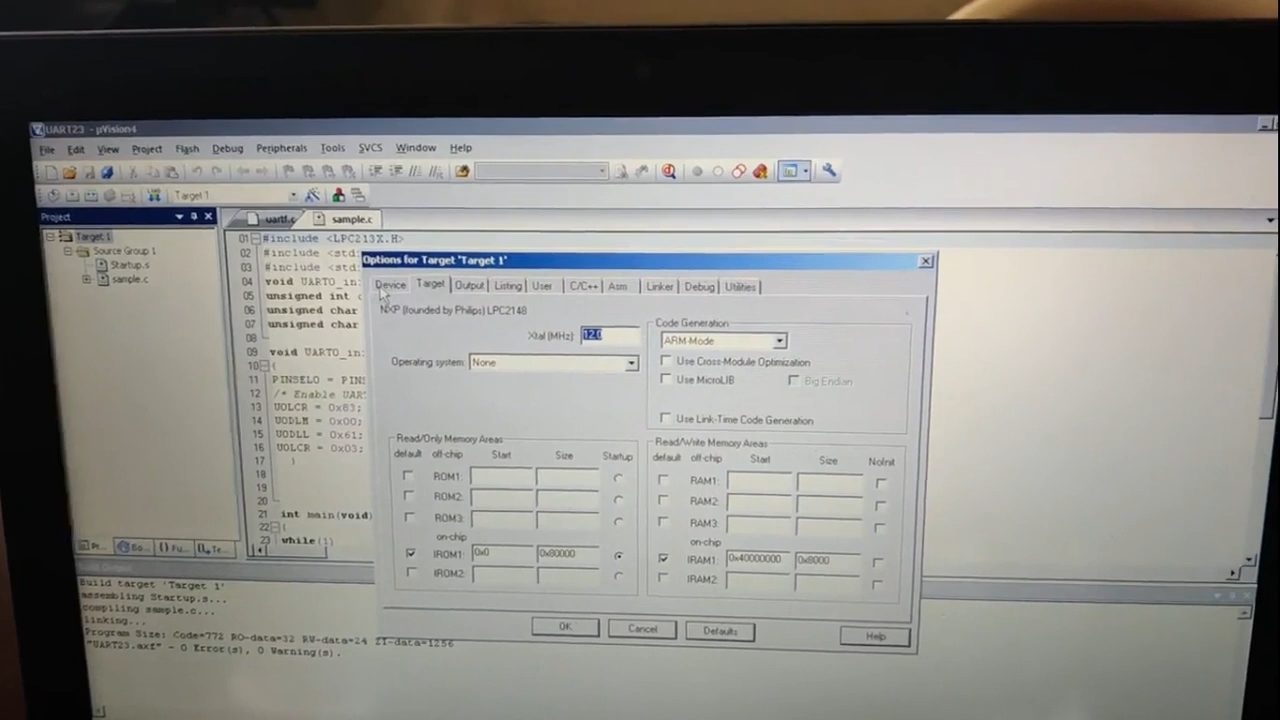 UART23 - µVision4
File Edit View Project Flash Debug Peripherals Tools SVCS Window Help
Target 1
Project
uartf.c sample.c
Target 1
Source Group 1
Startup.s
sample.c
01 #include <LPC213X.H>
02 #include <std
03 #include <std
04 void UART0_in
05 unsigned int
06 unsigned char
07 unsigned char
08
09 void UART0_in
10 {
11 PINSEL0 = PINS
12 /* Enable UAR
13 U0LCR = 0x83;
14 U0DLM = 0x00;
15 U0DLL = 0x61;
16 U0LCR = 0x03;
17 }
18
19
20
21 int main(void)
22 {
23 while(1)
Options for Target 'Target 1'
Device Target Output Listing User C/C++ Asm Linker Debug Utilities
NXP (founded by Philips) LPC2148
Xtal (MHz): 12.0
Operating system: None
Code Generation
ARM-Mode
Use Cross-Module Optimization
Use MicroLIB Big Endian
Use Link-Time Code Generation
Read/Only Memory Areas
default off-chip Start Size Startup
ROM1:
ROM2:
ROM3:
on-chip
IROM1: 0x0 0x80000
IROM2:
Read/Write Memory Areas
default off-chip Start Size NoInit
RAM1:
RAM2:
RAM3:
on-chip
IRAM1: 0x40000000 0x8000
IRAM2:
OK Cancel Defaults Help
Pr... Bo... {} Fu... Te...
Build Output
Build target 'Target 1'
assembling Startup.s...
compiling sample.c...
linking...
Program Size: Code=772 RO-data=32 RW-data=24 ZI-data=1256
"UART23.axf" - 0 Error(s), 0 Warning(s).